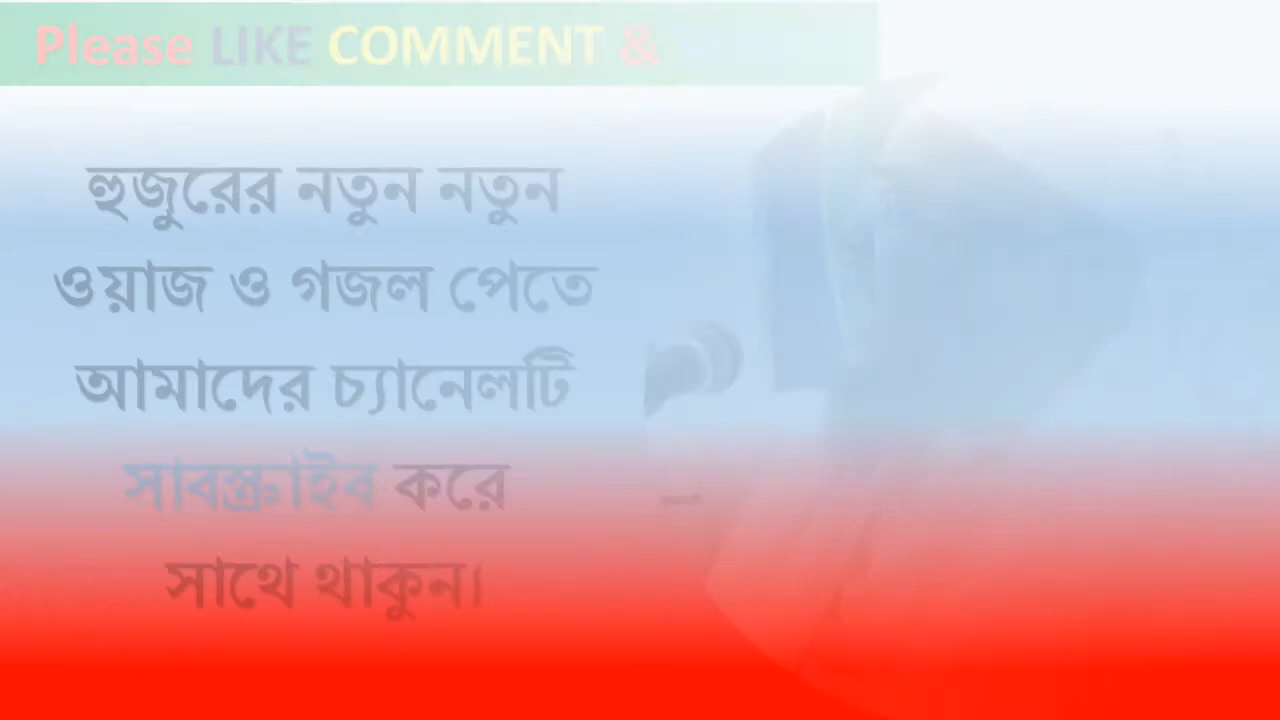 Please LIKE COMMENT &
হুজুরের নতুন নতুন
ওয়াজ ও গজল পেতে
আমাদের চ্যানেলটি
সাবস্ক্রাইব করে
সাথে থাকুন।